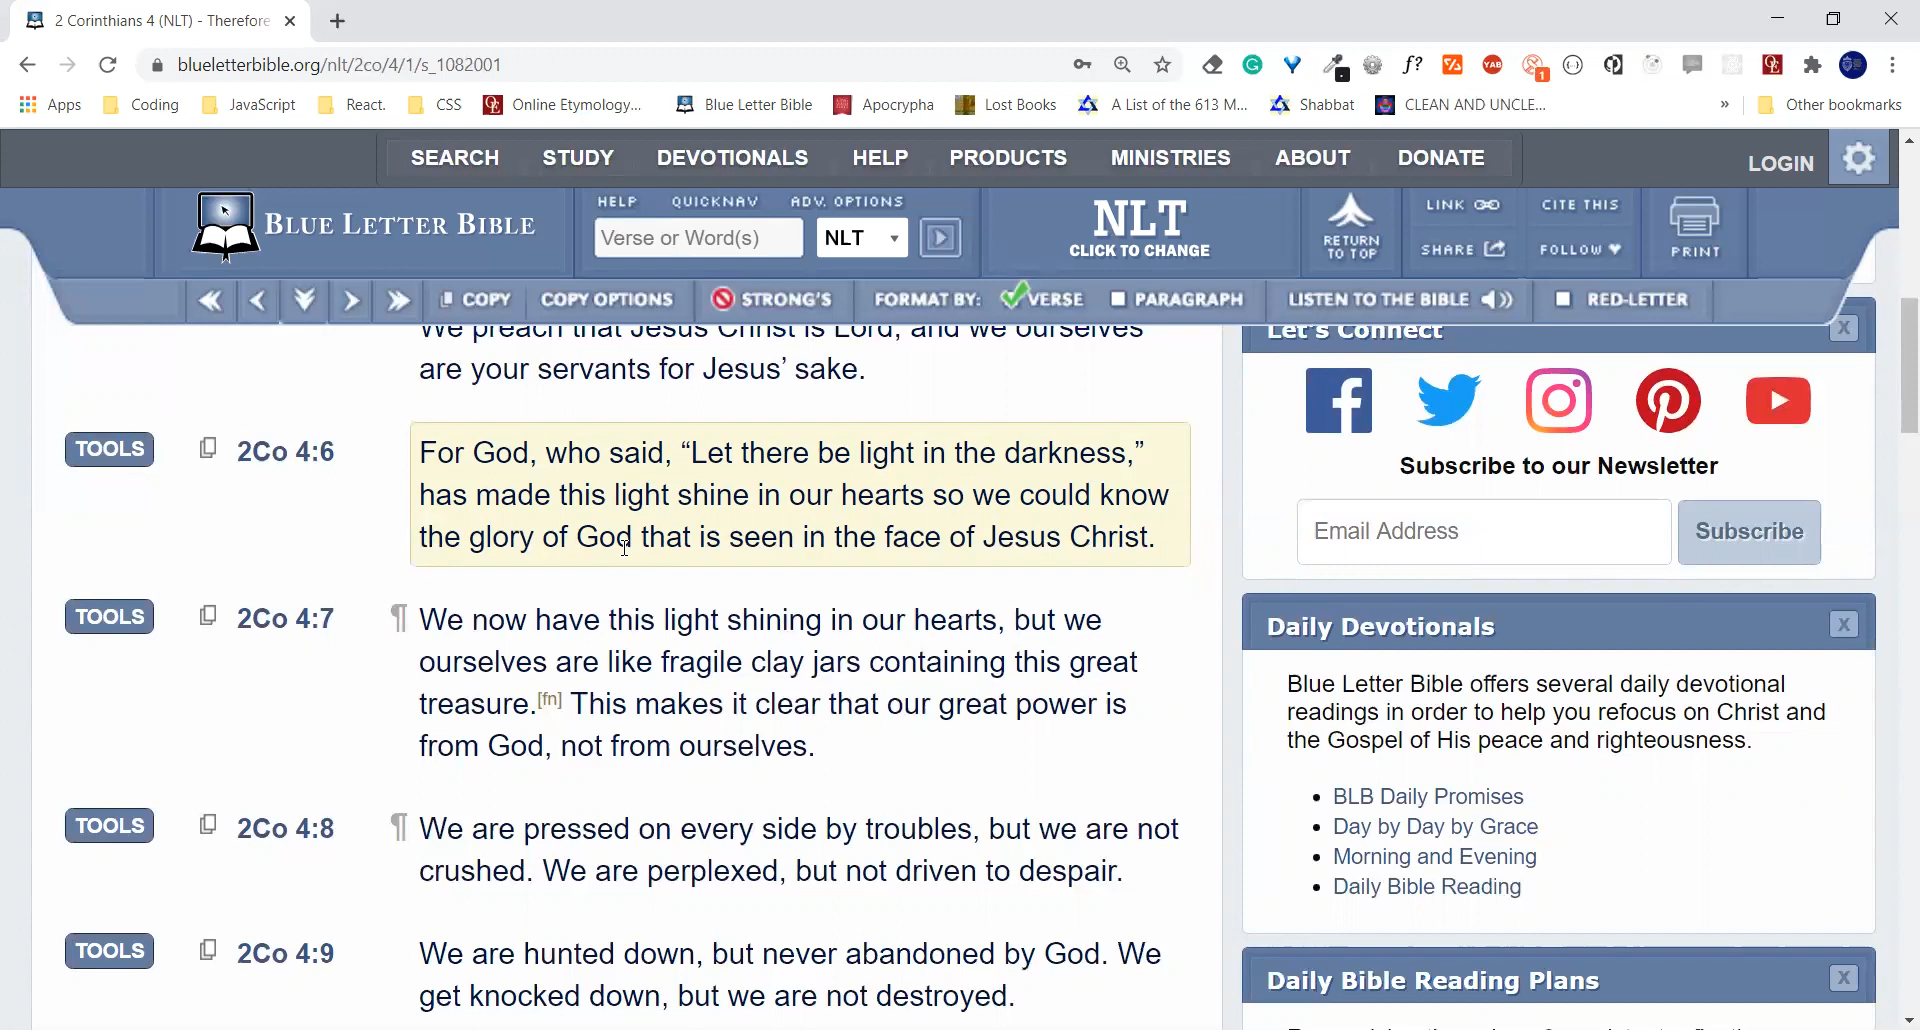 2 Corinthians 4 (NLT) - Therefore
blueletterbible.org/nlt/2co/4/1/s_1082001
f?
YAB
1
Apps
Coding
JavaScript
React.
CSS
Online Etymology...
Blue Letter Bible
Apocrypha
Lost Books
A List of the 613 M...
Shabbat
CLEAN AND UNCLE...
»
Other bookmarks
SEARCH
STUDY
DEVOTIONALS
HELP
PRODUCTS
MINISTRIES
ABOUT
DONATE
LOGIN
BLUE LETTER BIBLE
HELP
QUICKNAV
ADV. OPTIONS
Verse or Word(s)
NLT
NLT
CLICK TO CHANGE
RETURN
TO TOP
LINK
CITE THIS
SHARE
FOLLOW
PRINT
COPY
COPY OPTIONS
STRONG'S
FORMAT BY:
VERSE
PARAGRAPH
LISTEN TO THE BIBLE
RED-LETTER
We preach that Jesus Christ is Lord, and we ourselves
are your servants for Jesus’ sake.
TOOLS
2Co 4:6
For God, who said, “Let there be light in the darkness,”
has made this light shine in our hearts so we could know
the glory of God that is seen in the face of Jesus Christ.
TOOLS
2Co 4:7
¶ We now have this light shining in our hearts, but we
ourselves are like fragile clay jars containing this great
treasure.[fn] This makes it clear that our great power is
from God, not from ourselves.
TOOLS
2Co 4:8
¶ We are pressed on every side by troubles, but we are not
crushed. We are perplexed, but not driven to despair.
TOOLS
2Co 4:9
We are hunted down, but never abandoned by God. We
get knocked down, but we are not destroyed.
Let's Connect
X
Subscribe to our Newsletter
Email Address
Subscribe
Daily Devotionals
X
Blue Letter Bible offers several daily devotional
readings in order to help you refocus on Christ and
the Gospel of His peace and righteousness.
• BLB Daily Promises
• Day by Day by Grace
• Morning and Evening
• Daily Bible Reading
Daily Bible Reading Plans
X